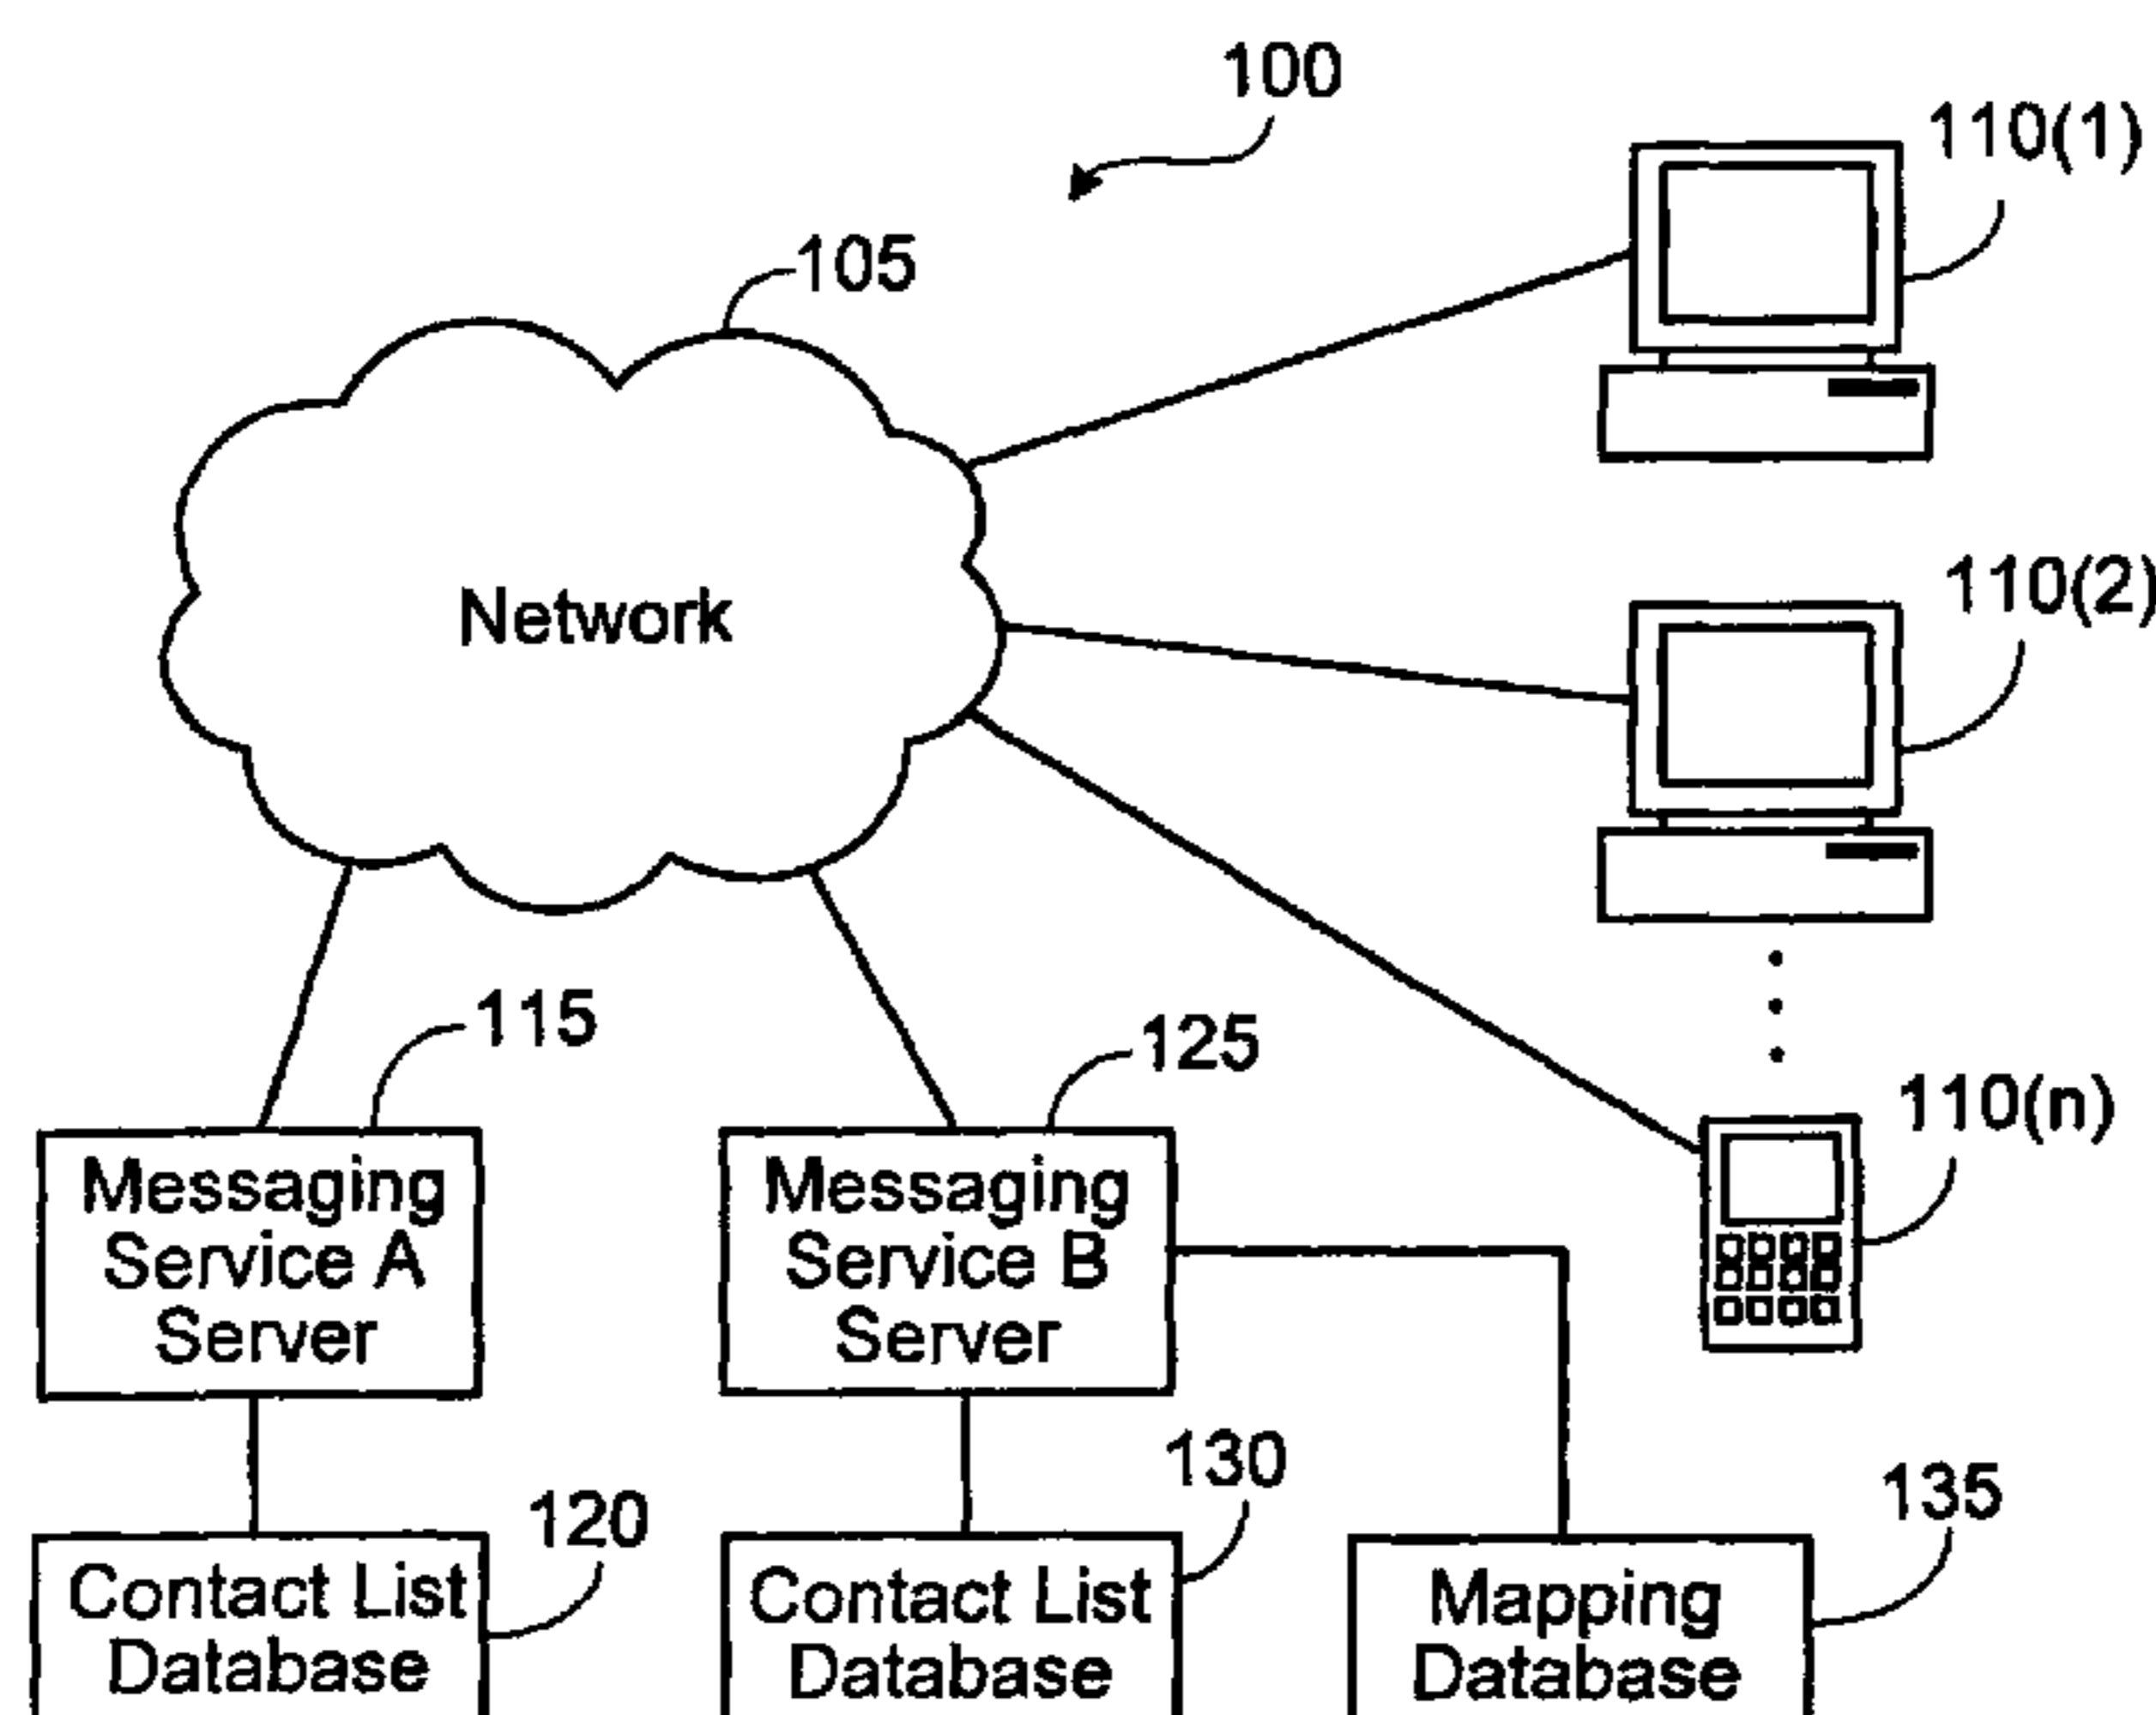 100
110(1)
105
Network
110(2)
115
125
110(n)
Messaging
Service A
Server
Messaging
Service B
Server
120
130
135
Contact List
Database
Contact List
Database
Mapping
Database